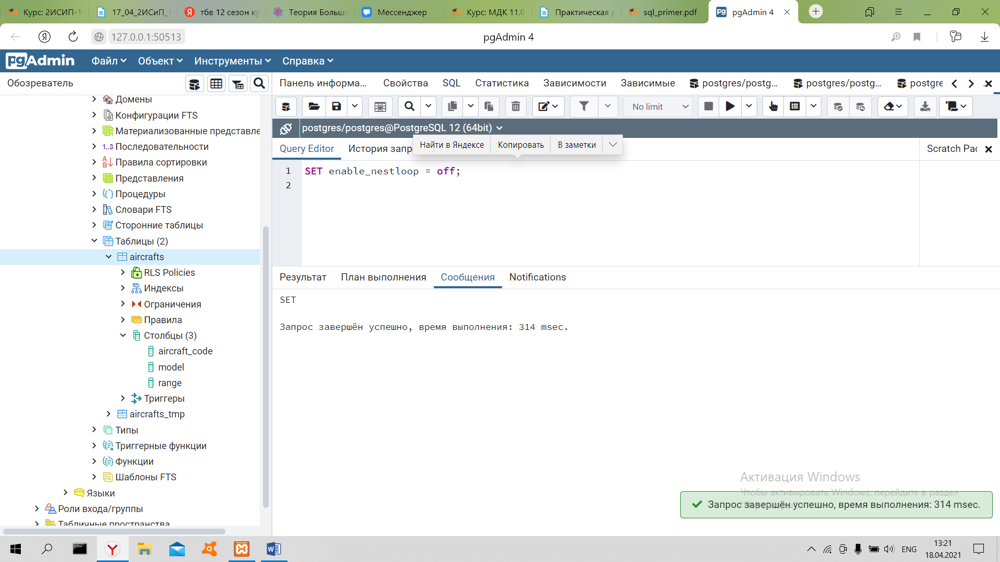 Курс: 2ИСИП-1
17_04_2ИСиП_1
тбв 12 сезон ку
Теория Большо
Мессенджер
Курс: МДК 11.0
Практическая р
sql_primer.pdf
pgAdmin 4
127.0.0.1:50513
pgAdmin 4
pgAdmin
Файл
Объект
Инструменты
Справка
Обозреватель
Панель информа...
Свойства
SQL
Статистика
Зависимости
Зависимые
postgres/postg...
postgres/postg...
postgre
No limit
postgres/postgres@PostgreSQL 12 (64bit)
Найти в Яндексе
Копировать
В заметки
Query Editor
История запр
Scratch Pac
1 SET enable_nestloop = off;
2
Домены
Конфигурации FTS
Материализованные представле
1..3 Последовательности
Правила сортировки
Представления
Процедуры
Словари FTS
Сторонние таблицы
Таблицы (2)
aircrafts
RLS Policies
Индексы
Ограничения
Правила
Столбцы (3)
aircraft_code
model
range
Триггеры
aircrafts_tmp
Типы
Триггерные функции
Функции
Шаблоны FTS
Языки
Роли входа/группы
Табличные пространства
Результат
План выполнения
Сообщения
Notifications
SET
Запрос завершён успешно, время выполнения: 314 msec.
Активация Windows
Чтобы активировать Windows, перейдите в раздел
"Параметры".
Запрос завершён успешно, время выполнения: 314 msec.
ENG
13:21
18.04.2021